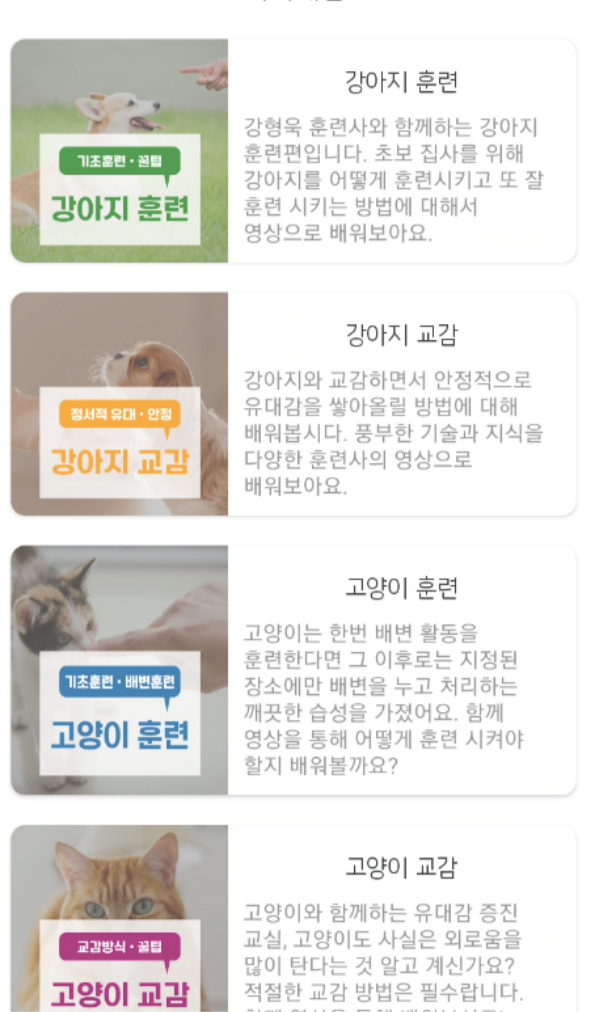 기초훈련 · 꿀팁
강아지 훈련
강아지 훈련
강형욱 훈련사와 함께하는 강아지
훈련편입니다. 초보 집사를 위해
강아지를 어떻게 훈련시키고 또 잘
훈련 시키는 방법에 대해서
영상으로 배워보아요.
정서적 유대 · 안정
강아지 교감
강아지 교감
강아지와 교감하면서 안정적으로
유대감을 쌓아올릴 방법에 대해
배워봅시다. 풍부한 기술과 지식을
다양한 훈련사의 영상으로
배워보아요.
기초훈련 · 배변훈련
고양이 훈련
고양이 훈련
고양이는 한번 배변 활동을
훈련한다면 그 이후로는 지정된
장소에만 배변을 누고 처리하는
깨끗한 습성을 가졌어요. 함께
영상을 통해 어떻게 훈련 시켜야
할지 배워볼까요?
교감방식 · 꿀팁
고양이 교감
고양이 교감
고양이와 함께하는 유대감 증진
교실, 고양이도 사실은 외로움을
많이 탄다는 것 알고 계신가요?
적절한 교감 방법은 필수랍니다.